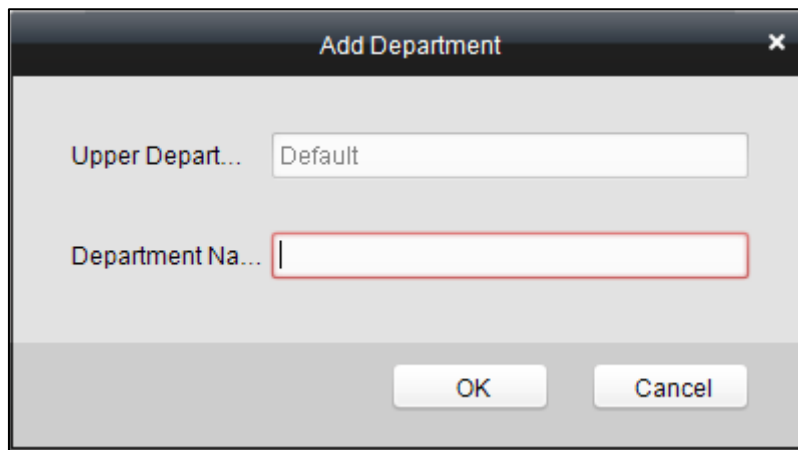 Add Department
Upper Depart... Default
Department Na...
OK Cancel